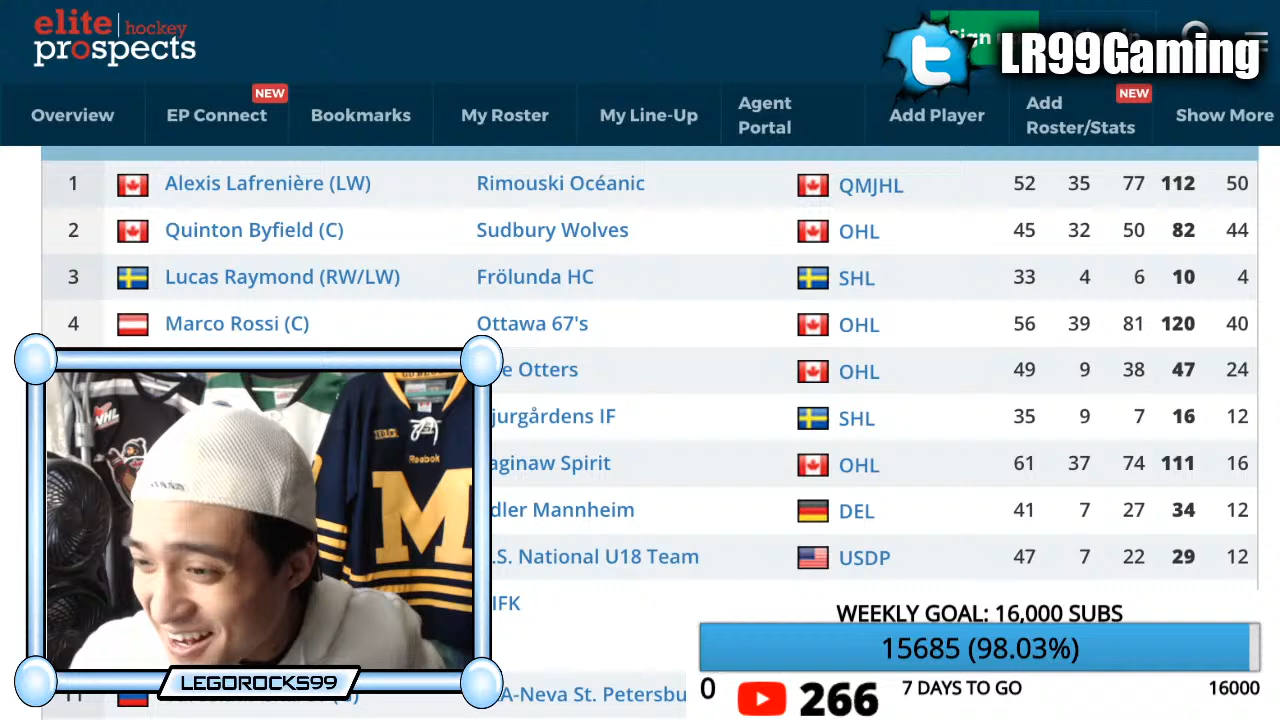 elite hockey
prospects
LR99Gaming
Overview
EP Connect
NEW
Bookmarks
My Roster
My Line-Up
Agent
Portal
Add Player
Add
Roster/Stats
NEW
Show More
1 Alexis Lafrenière (LW) Rimouski Océanic QMJHL 52 35 77 112 50
2 Quinton Byfield (C) Sudbury Wolves OHL 45 32 50 82 44
3 Lucas Raymond (RW/LW) Frölunda HC SHL 33 4 6 10 4
4 Marco Rossi (C) Ottawa 67's OHL 56 39 81 120 40
e Otters OHL 49 9 38 47 24
jurgårdens IF SHL 35 9 7 16 12
aginaw Spirit OHL 61 37 74 111 16
dler Mannheim DEL 41 7 27 34 12
.S. National U18 Team USDP 47 7 22 29 12
IFK
A-Neva St. Petersbu
WHL
Reebok
M
LEGOROCKS99
WEEKLY GOAL: 16,000 SUBS
15685 (98.03%)
0 7 DAYS TO GO 16000
266